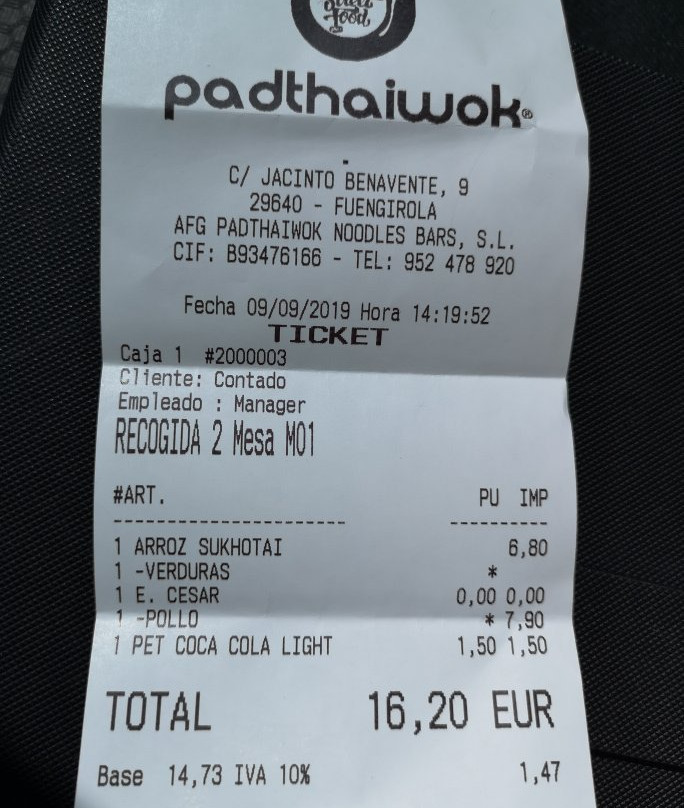 Food
padthaiwok®
C/ JACINTO BENAVENTE, 9
29640 - FUENGIROLA
AFG PADTHAIWOK NOODLES BARS, S.L.
CIF: B93476166 - TEL: 952 478 920
Fecha 09/09/2019 Hora 14:19:52
TICKET
Caja 1 #2000003
Cliente: Contado
Empleado : Manager
RECOGIDA 2 Mesa M01
#ART. PU IMP
--------------------- ----------
1 ARROZ SUKHOTAI 6,80
1 -VERDURAS *
1 E. CESAR 0,00 0,00
1 -POLLO * 7,90
1 PET COCA COLA LIGHT 1,50 1,50
TOTAL 16,20 EUR
Base 14,73 IVA 10% 1,47